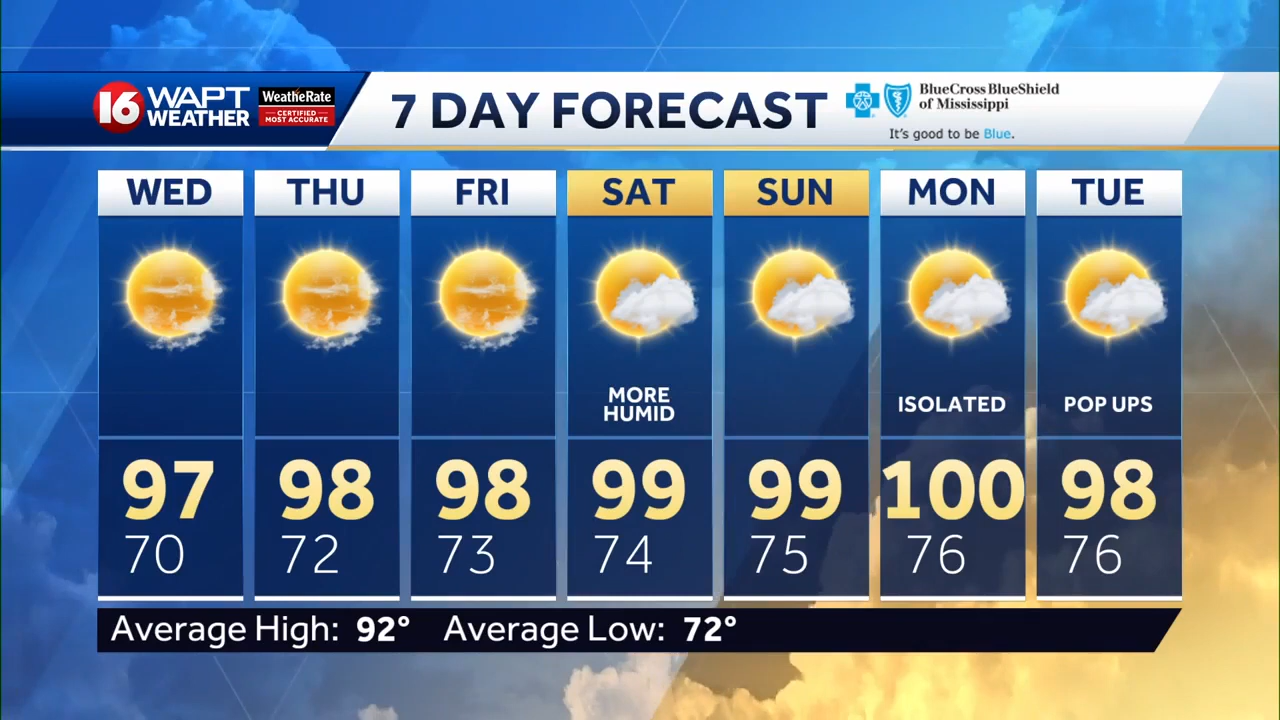 16 WAPT WEATHER
WeatheRate
CERTIFIED
MOST ACCURATE
7 DAY FORECAST
BlueCross BlueShield
of Mississippi
It's good to be Blue.
WED THU FRI SAT SUN MON TUE
MORE
HUMID
ISOLATED POP UPS
97 98 98 99 99 100 98
70 72 73 74 75 76 76
Average High: 92° Average Low: 72°